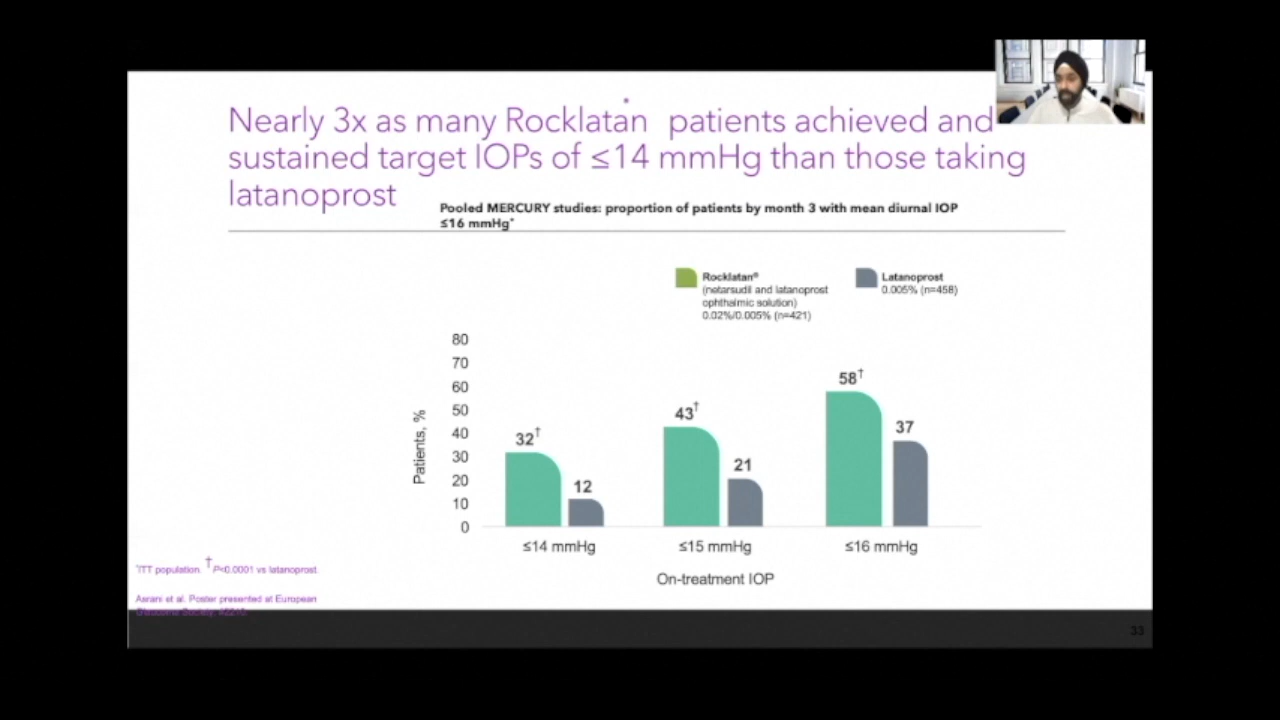 Nearly 3x as many Rocklatan* patients achieved and
sustained target IOPs of ≤14 mmHg than those taking
latanoprost
Pooled MERCURY studies: proportion of patients by month 3 with mean diurnal IOP
≤16 mmHg*
Rocklatan®
(netarsudil and latanoprost
ophthalmic solution)
0.02%/0.005% (n=421)
Latanoprost
0.005% (n=458)
80
70
60
50
40
30
20
10
0
Patients, %
32†
12
43†
21
58†
37
≤14 mmHg
≤15 mmHg
≤16 mmHg
On-treatment IOP
*ITT population. †P<0.0001 vs latanoprost
Asrani et al. Poster presented at European
33